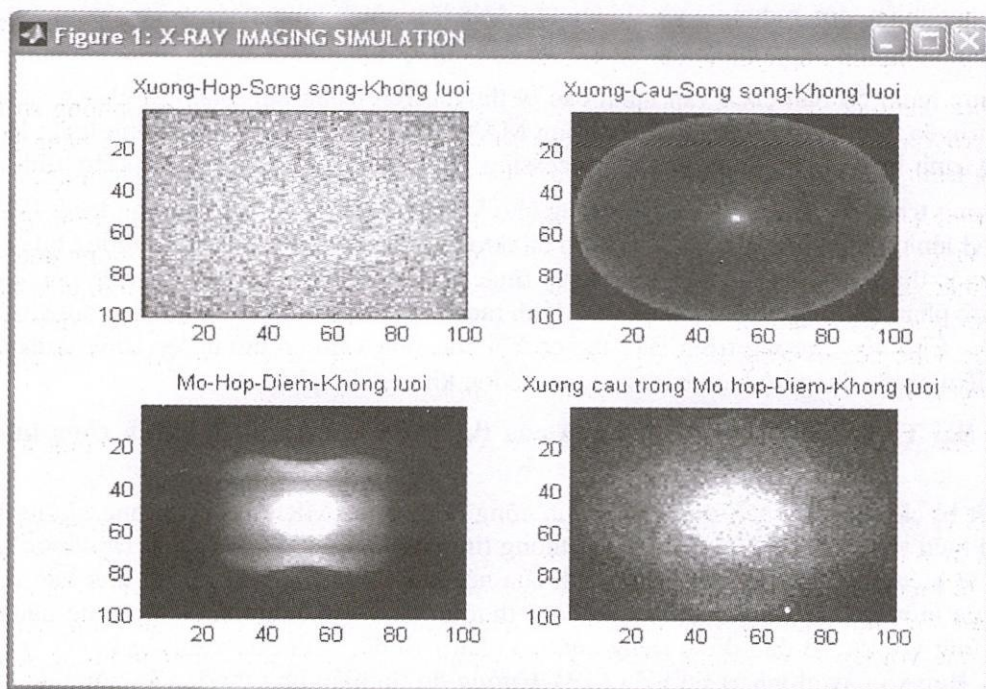 Figure 1: X-RAY IMAGING SIMULATION
Xuong-Hop-Song song-Khong luoi
20
40
60
80
100
20 40 60 80 100
Xuong-Cau-Song song-Khong luoi
20
40
60
80
100
20 40 60 80 100
Mo-Hop-Diem-Khong luoi
20
40
60
80
100
20 40 60 80 100
Xuong cau trong Mo hop-Diem-Khong luoi
20
40
60
80
100
20 40 60 80 100